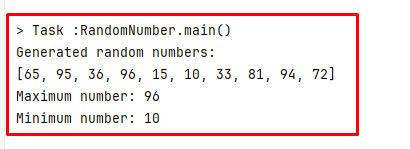 > Task :RandomNumber.main()
Generated random numbers:
[65, 95, 36, 96, 15, 10, 33, 81, 94, 72]
Maximum number: 96
Minimum number: 10